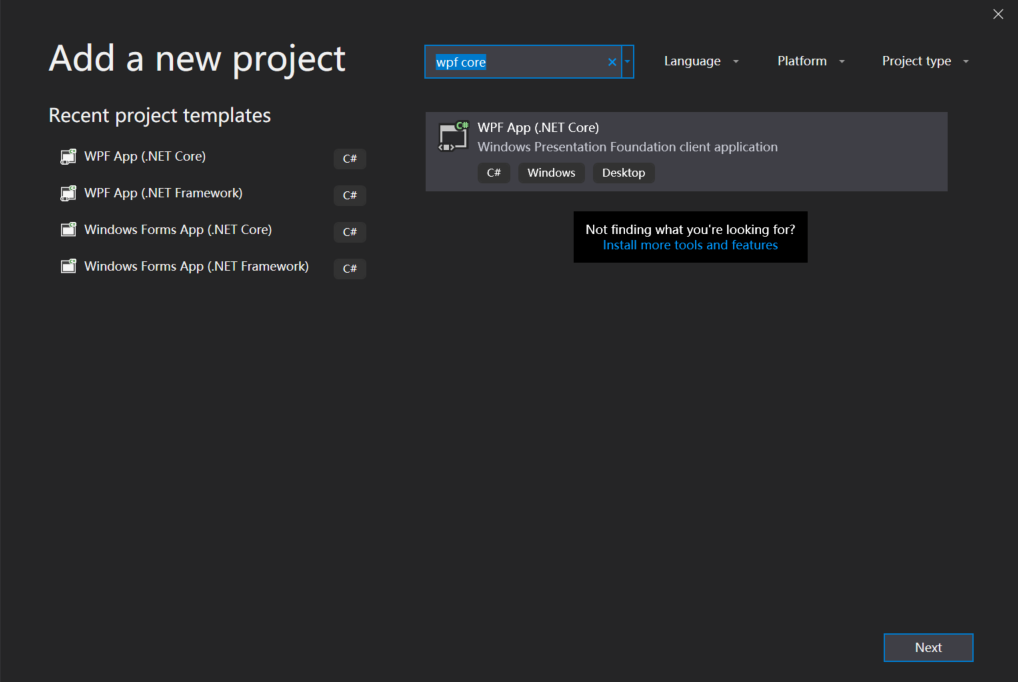 Add a new project
wpf core
Language
Platform
Project type
Recent project templates
WPF App (.NET Core)
C#
WPF App (.NET Framework)
C#
Windows Forms App (.NET Core)
C#
Windows Forms App (.NET Framework)
C#
C#
WPF App (.NET Core)
Windows Presentation Foundation client application
C#
Windows
Desktop
Not finding what you're looking for?
Install more tools and features
Next